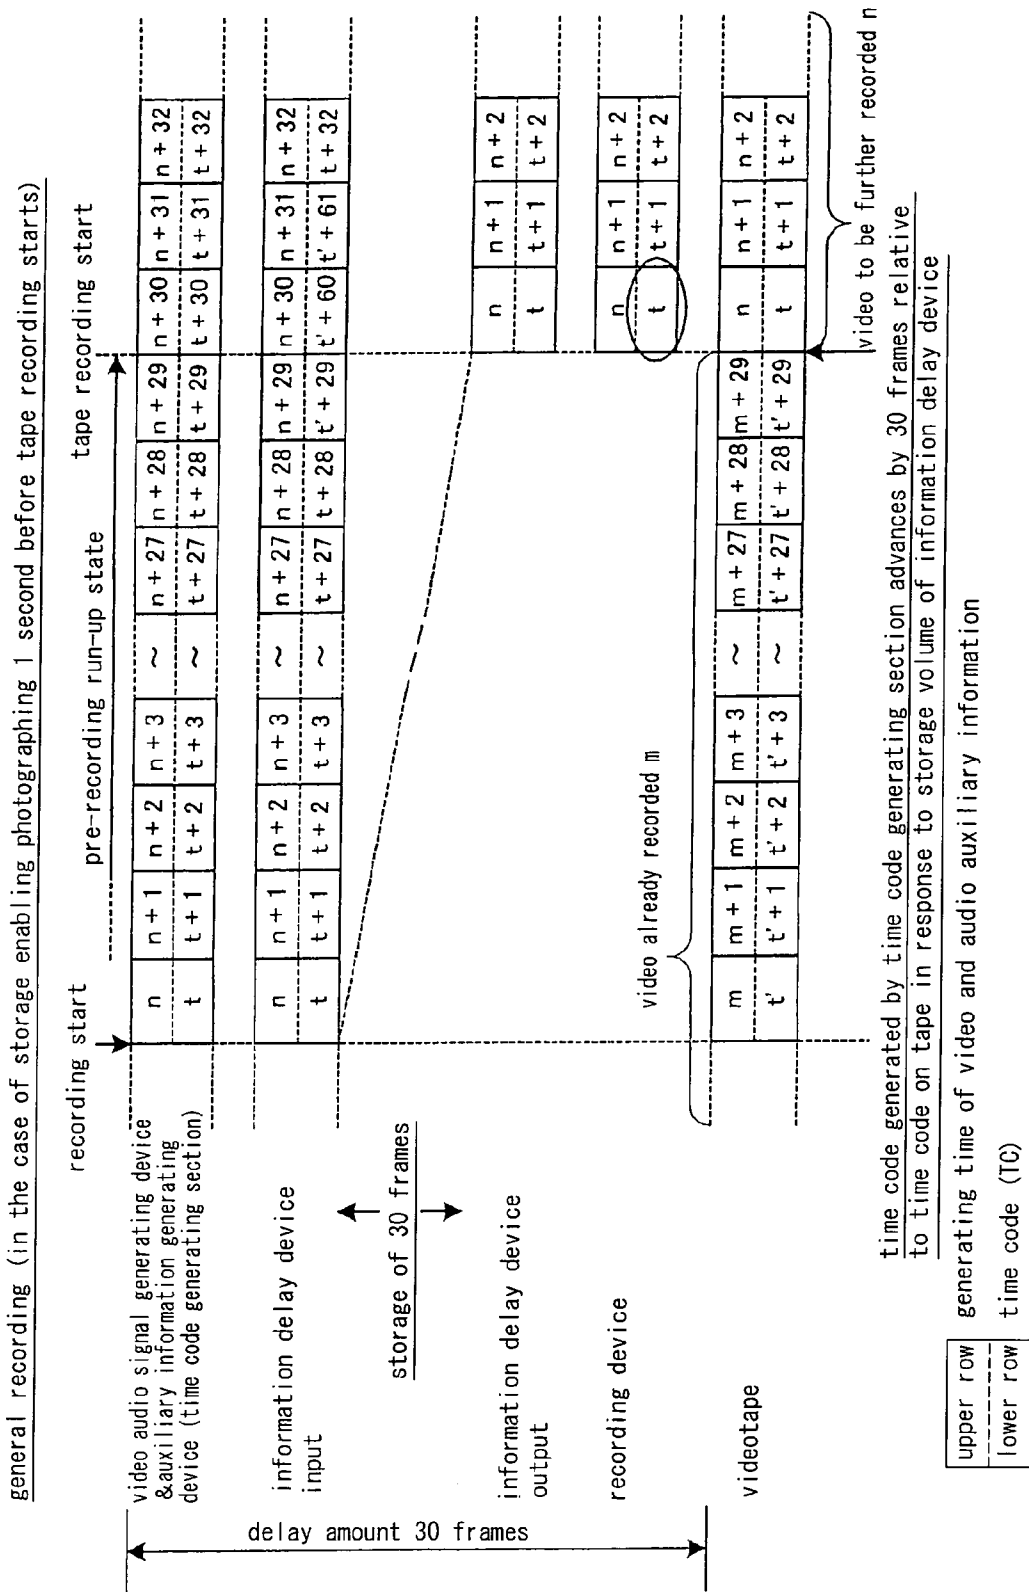 general recording (in the case of storage enabling photographing 1 second before tape recording starts)
recording start
pre-recording run-up state
tape recording start
video audio signal generating device
&auxiliary information generating
device (time code generating section)
n n+1 n+2 n+3 ~ n+27 n+28 n+29 n+30 n+31 n+32
t t+1 t+2 t+3 ~ t+27 t+28 t+29 t+30 t+31 t+32
information delay device
input
n n+1 n+2 n+3 ~ n+27 n+28 n+29 n+30 n+31 n+32
t t+1 t+2 t+3 ~ t+27 t'+28 t'+29 t'+60 t'+61 t'+32
storage of 30 frames
information delay device
output
n n+1 n+2
t t+1 t+2
recording device
n n+1 n+2
t t+1 t+2
video already recorded m
videotape
m m+1 m+2 m+3 ~ m+27 m+28 m+29 n n+1 n+2
t' t'+1 t'+2 t'+3 ~ t'+27 t'+28 t'+29 t t+1 t+2
delay amount 30 frames
video to be further recorded n
time code generated by time code generating section advances by 30 frames relative
to time code on tape in response to storage volume of information delay device
upper row generating time of video and audio auxiliary information
lower row time code (TC)